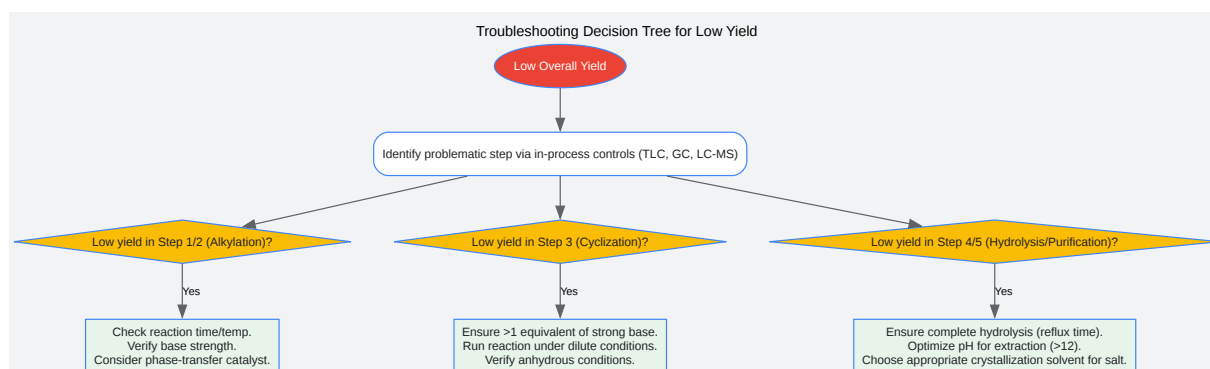 Troubleshooting Decision Tree for Low Yield
Low Overall Yield
Identify problematic step via in-process controls (TLC, GC, LC-MS)
Low yield in Step 1/2 (Alkylation)?
Low yield in Step 3 (Cyclization)?
Low yield in Step 4/5 (Hydrolysis/Purification)?
Yes
Yes
Yes
Check reaction time/temp.
Verify base strength.
Consider phase-transfer catalyst.
Ensure >1 equivalent of strong base.
Run reaction under dilute conditions.
Verify anhydrous conditions.
Ensure complete hydrolysis (reflux time).
Optimize pH for extraction (>12).
Choose appropriate crystallization solvent for salt.